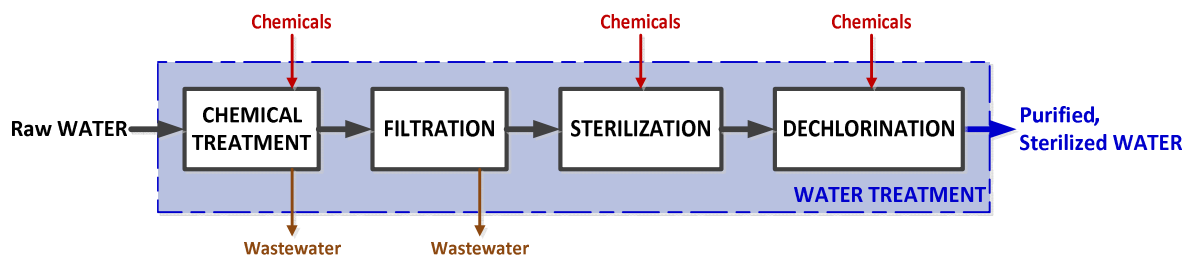 Chemicals
Chemicals
Chemicals
Raw WATER
CHEMICAL
TREATMENT
FILTRATION
STERILIZATION
DECHLORINATION
Purified,
Sterilized WATER
WATER TREATMENT
Wastewater
Wastewater